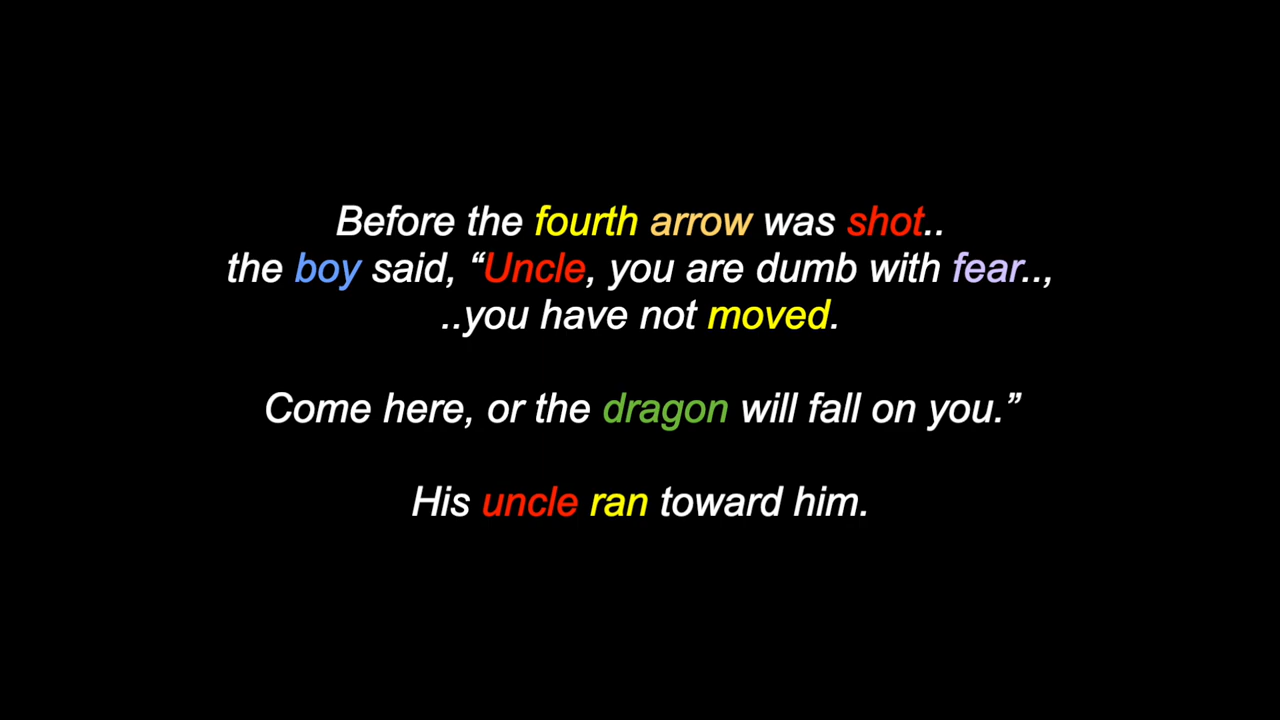 Before the fourth arrow was shot..
the boy said, “Uncle, you are dumb with fear..,
..you have not moved.
Come here, or the dragon will fall on you.”
His uncle ran toward him.